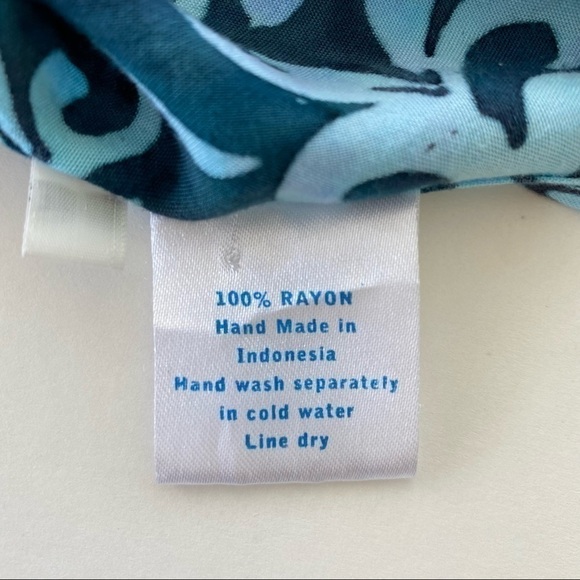 100% RAYON
Hand Made in
Indonesia
Hand wash separately
in cold water
Line dry